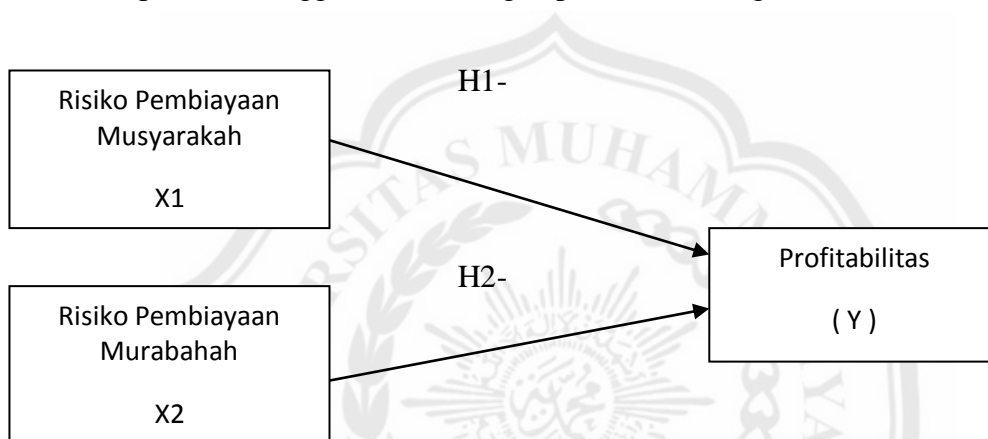 H1-
Risiko Pembiayaan
Musyarakah
X1
H2-
Profitabilitas
( Y )
Risiko Pembiayaan
Murabahah
X2